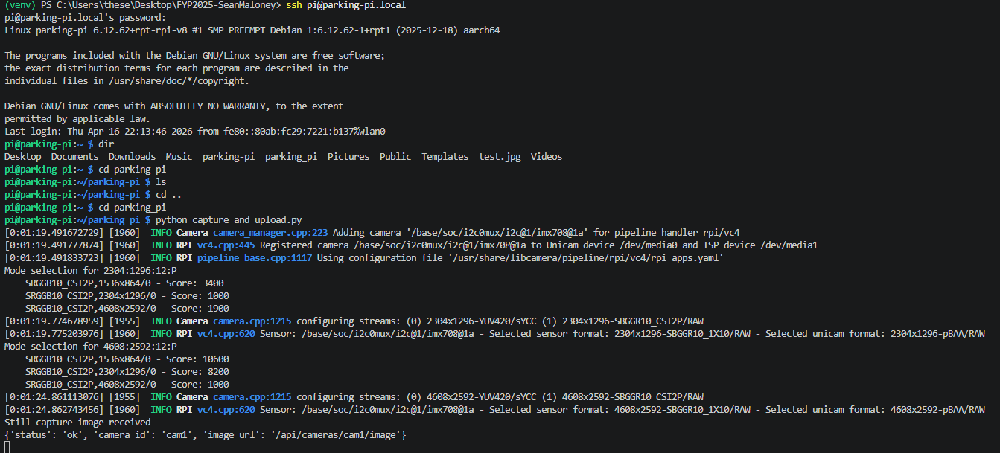 (venv) PS C:\Users\these\Desktop\FYP2025-SeanMaloney> ssh pi@parking-pi.local
pi@parking-pi.local's password:
Linux parking-pi 6.12.62+rpt-rpi-v8 #1 SMP PREEMPT Debian 1:6.12.62-1+rpt1 (2025-12-18) aarch64
The programs included with the Debian GNU/Linux system are free software;
the exact distribution terms for each program are described in the
individual files in /usr/share/doc/*/copyright.
Debian GNU/Linux comes with ABSOLUTELY NO WARRANTY, to the extent
permitted by applicable law.
Last login: Thu Apr 16 22:13:46 2026 from fe80::80ab:fc29:7221:b137%wlan0
pi@parking-pi:~ $ dir
Desktop  Documents  Downloads  Music  parking-pi  parking_pi  Pictures  Public  Templates  test.jpg  Videos
pi@parking-pi:~ $ cd parking-pi
pi@parking-pi:~/parking-pi $ ls
pi@parking-pi:~/parking-pi $ cd ..
pi@parking-pi:~ $ cd parking_pi
pi@parking-pi:~/parking_pi $ python capture_and_upload.py
[0:01:19.491672729] [1960]  INFO Camera camera_manager.cpp:223 Adding camera '/base/soc/i2c0mux/i2c@1/imx708@1a' for pipeline handler rpi/vc4
[0:01:19.491777874] [1960]  INFO RPI vc4.cpp:445 Registered camera /base/soc/i2c0mux/i2c@1/imx708@1a to Unicam device /dev/media0 and ISP device /dev/media1
[0:01:19.491833723] [1960]  INFO RPI pipeline_base.cpp:1117 Using configuration file '/usr/share/libcamera/pipeline/rpi/vc4/rpi_apps.yaml'
Mode selection for 2304:1296:12:P
    SRGGB10_CSI2P,1536x864/0 - Score: 3400
    SRGGB10_CSI2P,2304x1296/0 - Score: 1000
    SRGGB10_CSI2P,4608x2592/0 - Score: 1900
[0:01:19.774678959] [1955]  INFO Camera camera.cpp:1215 configuring streams: (0) 2304x1296-YUV420/sYCC (1) 2304x1296-SBGGR10_CSI2P/RAW
[0:01:19.775203976] [1960]  INFO RPI vc4.cpp:620 Sensor: /base/soc/i2c0mux/i2c@1/imx708@1a - Selected sensor format: 2304x1296-SBGGR10_1X10/RAW - Selected unicam format: 2304x1296-pBAA/RAW
Mode selection for 4608:2592:12:P
    SRGGB10_CSI2P,1536x864/0 - Score: 10600
    SRGGB10_CSI2P,2304x1296/0 - Score: 8200
    SRGGB10_CSI2P,4608x2592/0 - Score: 1000
[0:01:24.861113076] [1955]  INFO Camera camera.cpp:1215 configuring streams: (0) 4608x2592-YUV420/sYCC (1) 4608x2592-SBGGR10_CSI2P/RAW
[0:01:24.862743456] [1960]  INFO RPI vc4.cpp:620 Sensor: /base/soc/i2c0mux/i2c@1/imx708@1a - Selected sensor format: 4608x2592-SBGGR10_1X10/RAW - Selected unicam format: 4608x2592-pBAA/RAW
Still capture image received
{'status': 'ok', 'camera_id': 'cam1', 'image_url': '/api/cameras/cam1/image'}